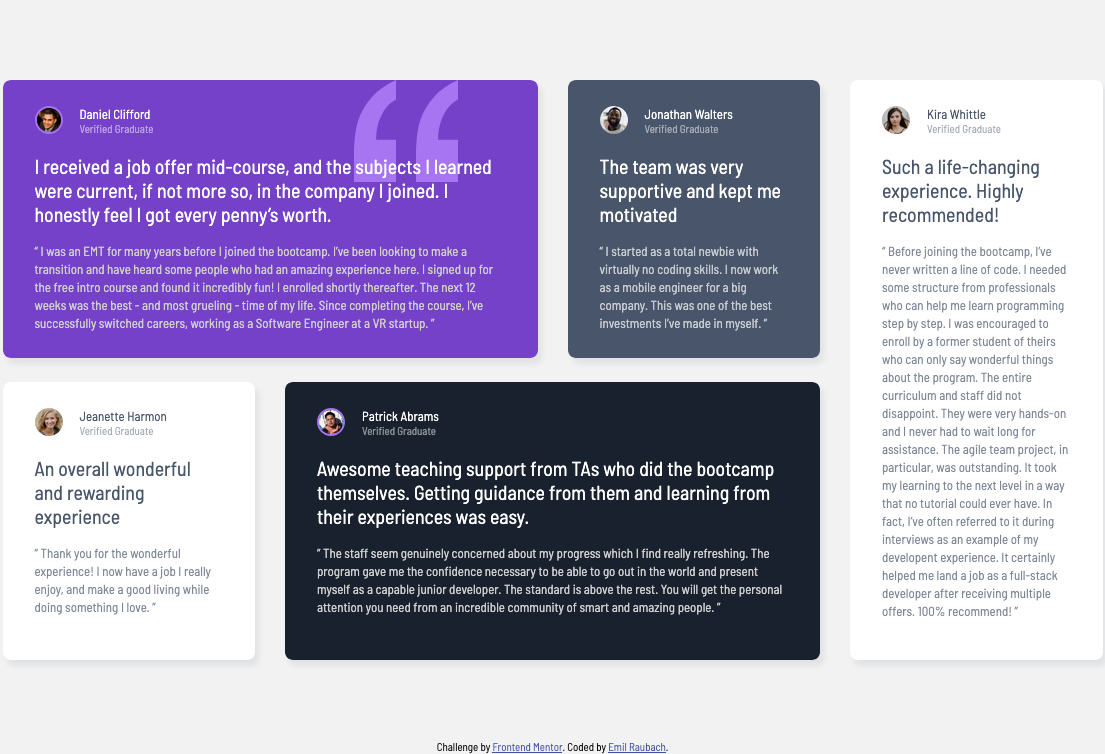 Daniel Clifford
Verified Graduate
I received a job offer mid-course, and the subjects I learned
were current, if not more so, in the company I joined. I
honestly feel I got every penny’s worth.
“ I was an EMT for many years before I joined the bootcamp. I’ve been looking to make a
transition and have heard some people who had an amazing experience here. I signed up for
the free intro course and found it incredibly fun! I enrolled shortly thereafter. The next 12
weeks was the best - and most grueling - time of my life. Since completing the course, I’ve
successfully switched careers, working as a Software Engineer at a VR startup. ”
Jonathan Walters
Verified Graduate
The team was very
supportive and kept me
motivated
“ I started as a total newbie with
virtually no coding skills. I now work
as a mobile engineer for a big
company. This was one of the best
investments I’ve made in myself. ”
Kira Whittle
Verified Graduate
Such a life-changing
experience. Highly
recommended!
“ Before joining the bootcamp, I’ve
never written a line of code. I needed
some structure from professionals
who can help me learn programming
step by step. I was encouraged to
enroll by a former student of theirs
who can only say wonderful things
about the program. The entire
curriculum and staff did not
disappoint. They were very hands-on
and I never had to wait long for
assistance. The agile team project, in
particular, was outstanding. It took
my learning to the next level in a way
that no tutorial could ever have. In
fact, I’ve often referred to it during
interviews as an example of my
developent experience. It certainly
helped me land a job as a full-stack
developer after receiving multiple
offers. 100% recommend! ”
Jeanette Harmon
Verified Graduate
An overall wonderful
and rewarding
experience
“ Thank you for the wonderful
experience! I now have a job I really
enjoy, and make a good living while
doing something I love. ”
Patrick Abrams
Verified Graduate
Awesome teaching support from TAs who did the bootcamp
themselves. Getting guidance from them and learning from
their experiences was easy.
“ The staff seem genuinely concerned about my progress which I find really refreshing. The
program gave me the confidence necessary to be able to go out in the world and present
myself as a capable junior developer. The standard is above the rest. You will get the personal
attention you need from an incredible community of smart and amazing people. ”
Challenge by Frontend Mentor. Coded by Emil Raubach.